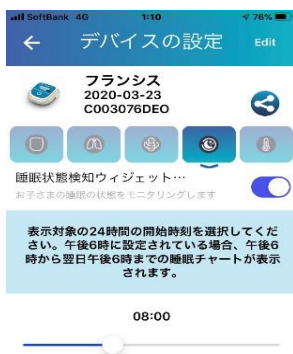 SoftBank 4G 1:10 76%
デバイスの設定 Edit
フランシス
2020-03-23
C003076DEO
睡眠状態検知ウィジェット…
お子さまの睡眠の状態をモニタリングします
表示対象の24時間の開始時刻を選択してくだ
さい。午後6時に設定されている場合、午後6
時から翌日午後6時までの睡眠チャートが表示
されます。
08:00